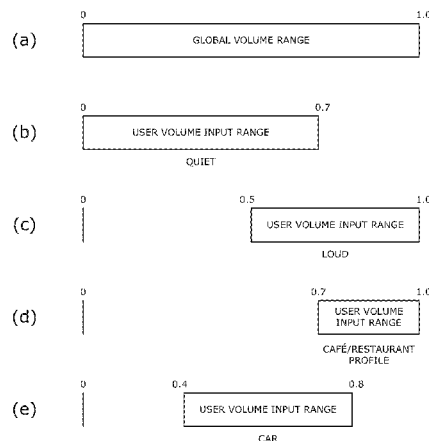 0 1.0
(a) GLOBAL VOLUME RANGE
0 0.7
(b) USER VOLUME INPUT RANGE
QUIET
0 0.5 1.0
(c) USER VOLUME INPUT RANGE
LOUD
0 0.7 1.0
(d) USER VOLUME
INPUT RANGE
CAFÉ/RESTAURANT
PROFILE
0 0.4 0.8
(e) USER VOLUME INPUT RANGE
CAR